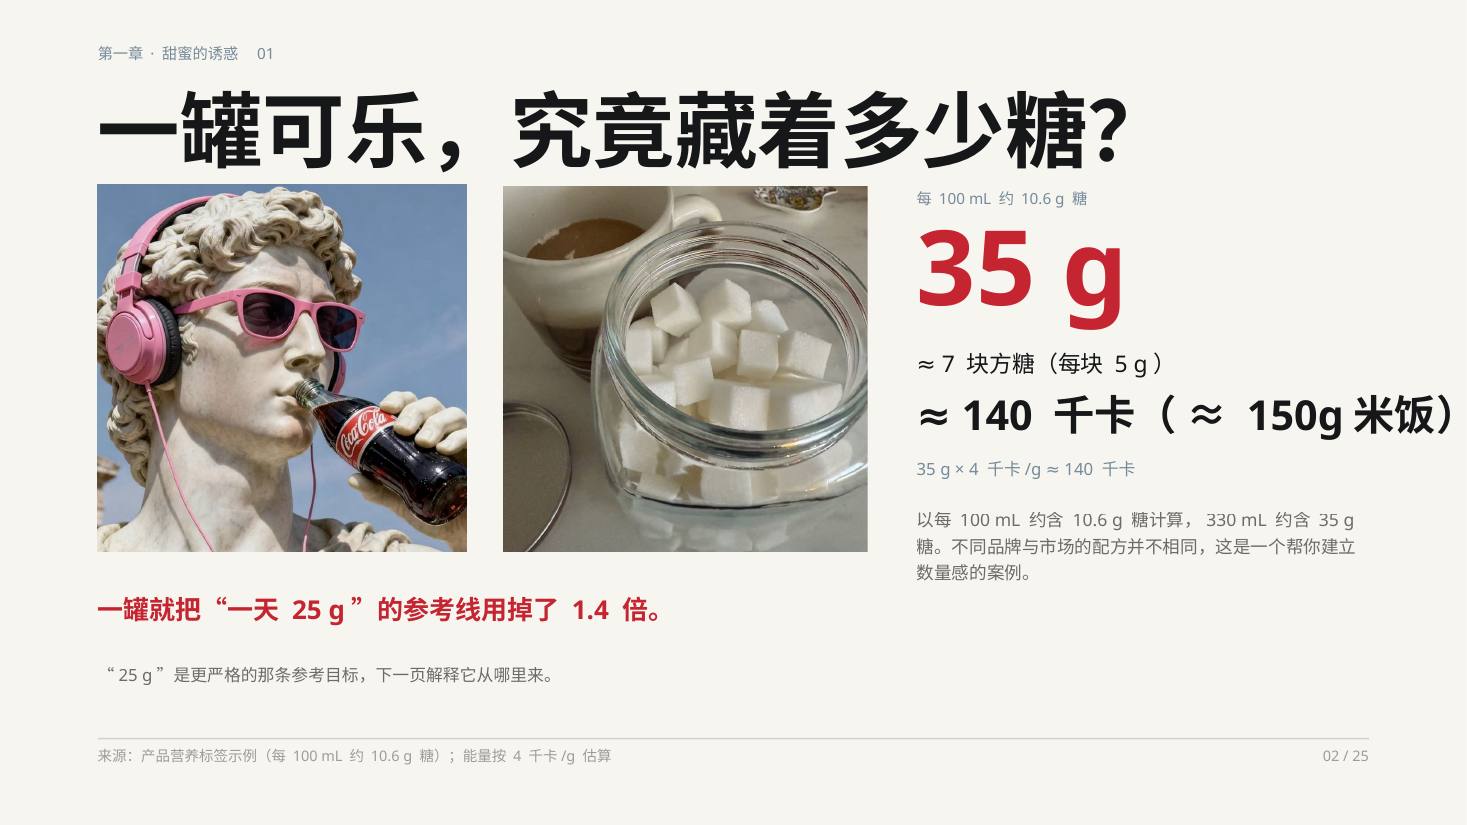 第一章 · 甜蜜的诱惑 01
一罐可乐，究竟藏着多少糖？
Coca-Cola
每 100 mL 约 10.6 g 糖
35 g
≈ 7 块方糖（每块 5 g）
≈ 140 千卡（ ≈ 150g 米饭）
35 g × 4 千卡 /g ≈ 140 千卡
以每 100 mL 约含 10.6 g 糖计算， 330 mL 约含 35 g
糖。不同品牌与市场的配方并不相同，这是一个帮你建立
数量感的案例。
一罐就把“一天 25 g ”的参考线用掉了 1.4 倍。
“ 25 g ”是更严格的那条参考目标，下一页解释它从哪里来。
来源：产品营养标签示例（每 100 mL 约 10.6 g 糖）；能量按 4 千卡 /g 估算
02 / 25